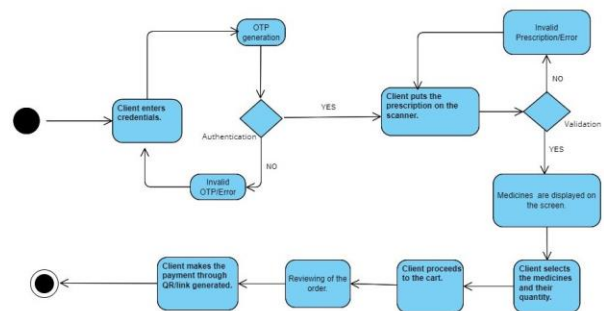 OTP
generation
Invalid
Prescription/Error
Client enters
credentials.
YES
Client puts the
prescription on the
scanner.
NO
Authentication
Validation
NO
YES
Invalid
OTP/Error
Medicines are displayed on
the screen.
Client makes the
payment through
QR/link generated.
Reviewing of the
order.
Client proceeds
to the cart.
Client selects
the medicines
and their
quantity.